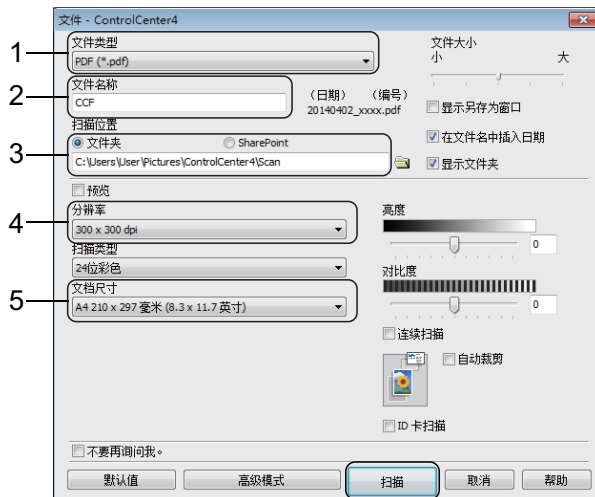 文件 - ControlCenter4
1
文件类型
PDF (*.pdf)
文件大小
小 大
2
文件名称
CCF
(日期) (编号)
20140402_xxxx.pdf
显示另存为窗口
3
扫描位置
文件夹 SharePoint
C:\Users\User\Pictures\ControlCenter4\Scan
在文件名中插入日期
显示文件夹
预览
4
分辨率
300 x 300 dpi
扫描类型
24位彩色
5
文档尺寸
A4 210 x 297 毫米 (8.3 x 11.7 英寸)
亮度
0
对比度
0
连续扫描
自动裁剪
ID 卡扫描
不要再询问我。
默认值 高级模式 扫描 取消 帮助